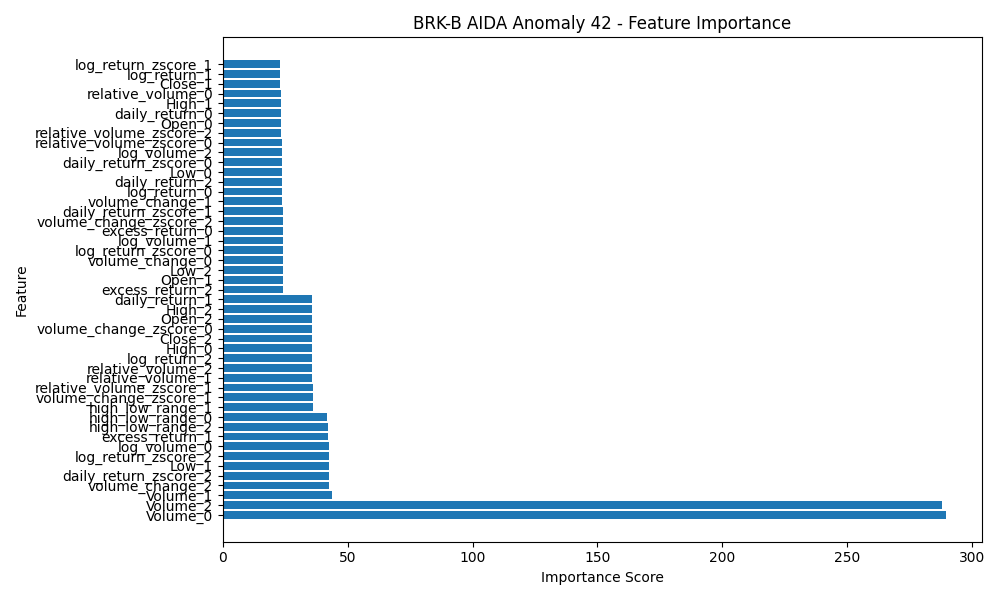 BRK-B AIDA Anomaly 42 - Feature Importance
log_return_zscore_1
log_return_1
Close_1
relative_volume_0
High_1
daily_return_0
Open_0
relative_volume_zscore_2
relative_volume_zscore_0
log_volume_2
daily_return_zscore_0
Low_0
daily_return_2
log_return_0
volume_change_1
daily_return_zscore_1
volume_change_zscore_2
excess_return_0
log_volume_1
log_return_zscore_0
volume_change_0
Low_2
Open_1
excess_return_2
daily_return_1
High_2
Open_2
volume_change_zscore_0
Close_2
High_0
log_return_2
relative_volume_2
relative_volume_1
relative_volume_zscore_1
volume_change_zscore_1
high_low_range_1
high_low_range_0
high_low_range_2
excess_return_1
log_volume_0
log_return_zscore_2
Low_1
daily_return_zscore_2
volume_change_2
Volume_1
Volume_2
Volume_0
Feature
0 50 100 150 200 250 300
Importance Score